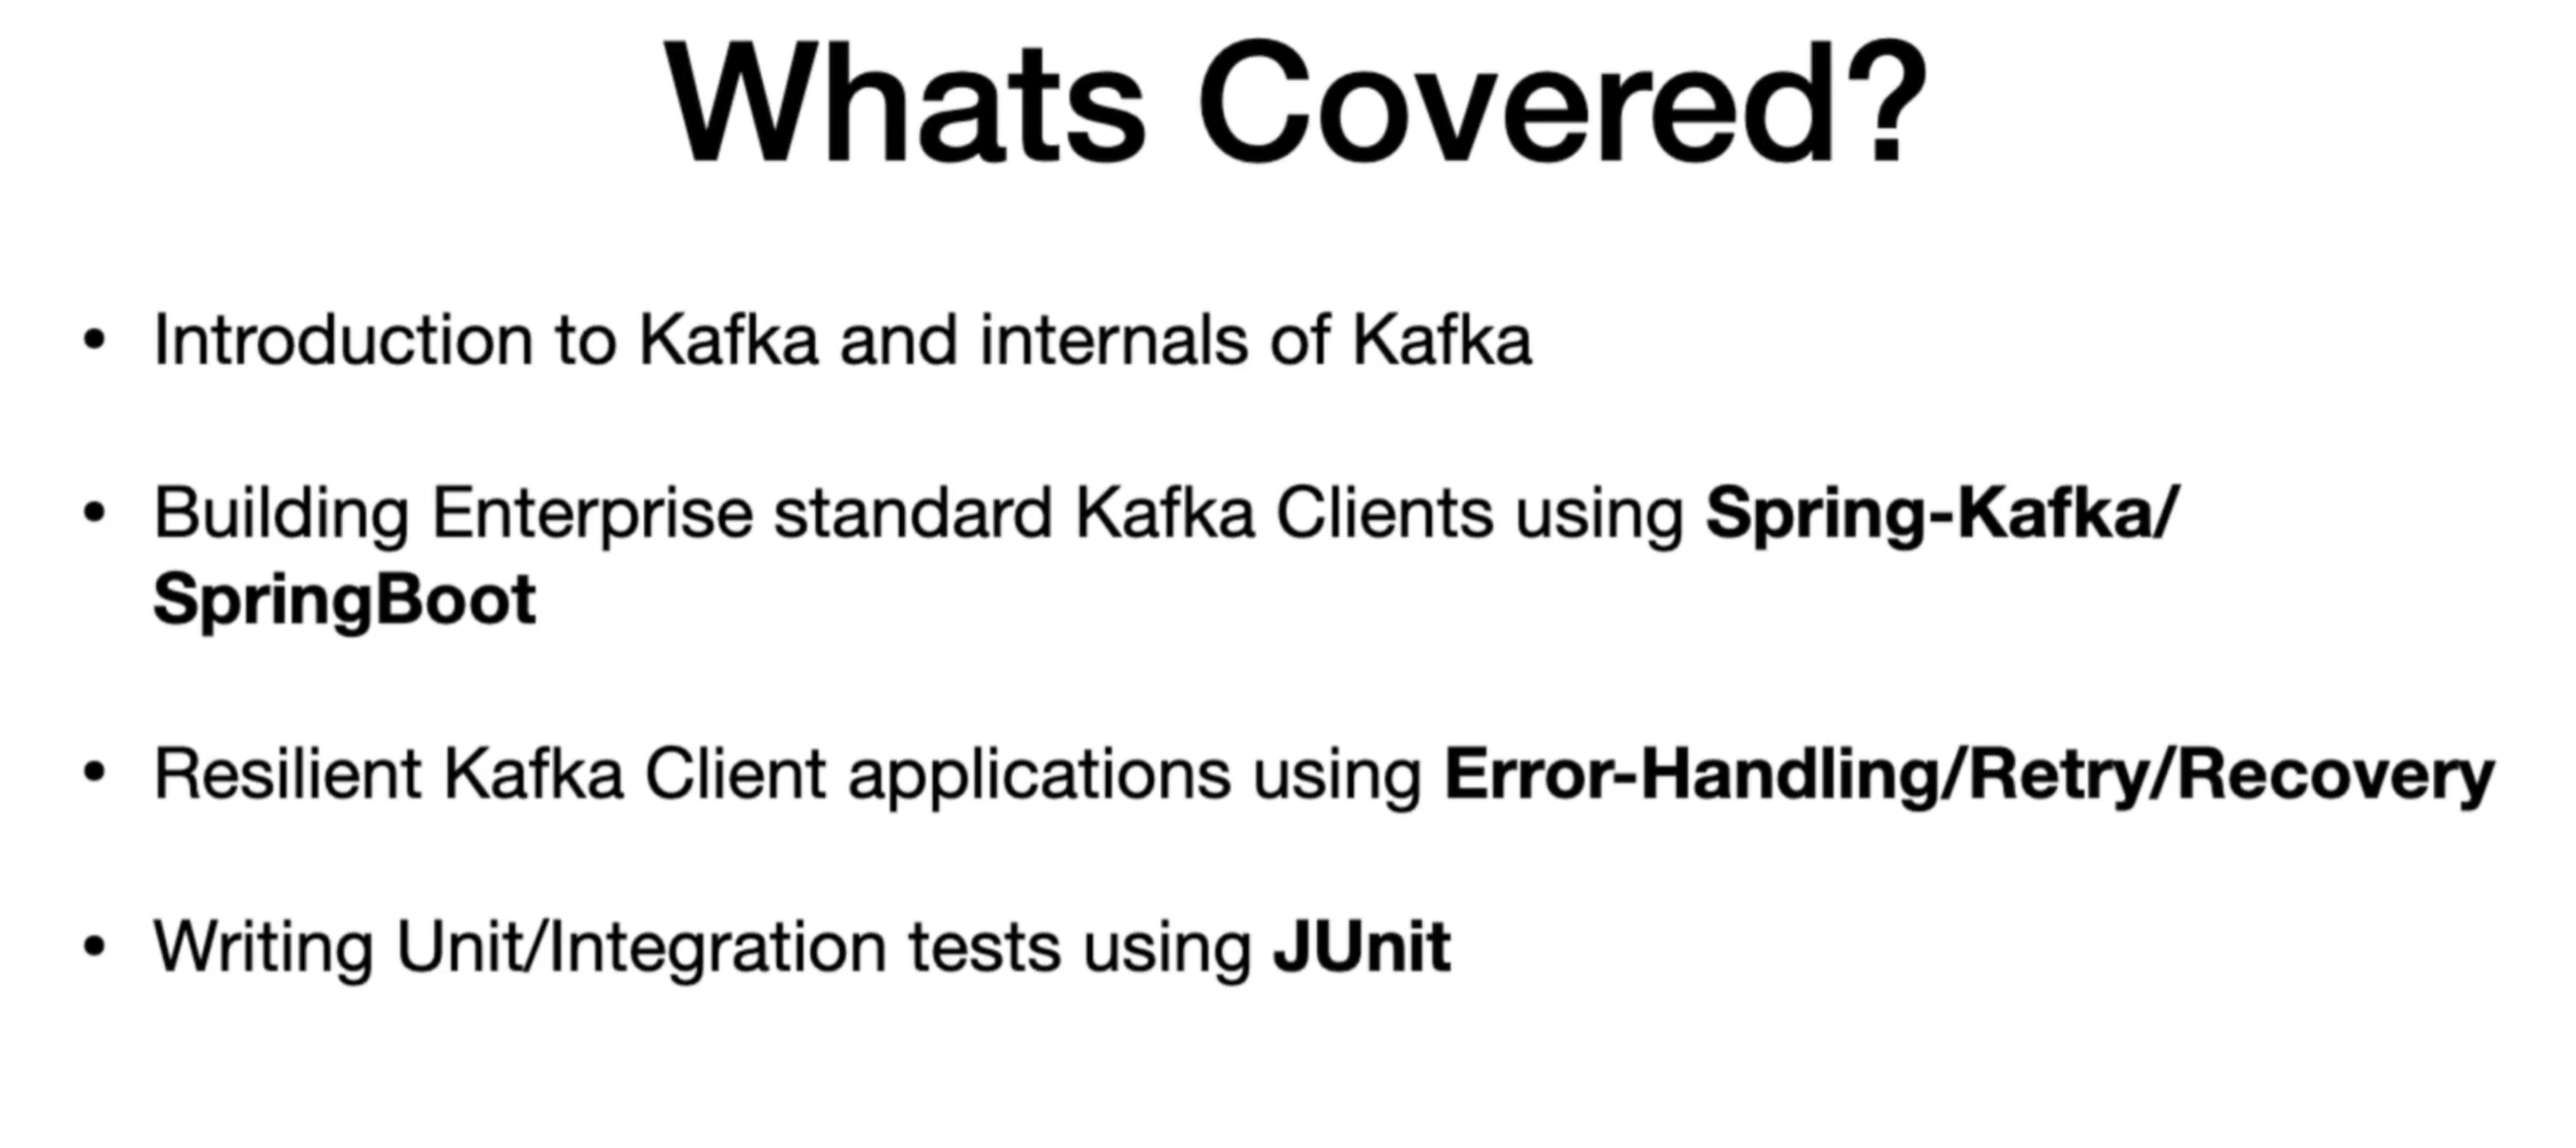 Whats Covered?
• Introduction to Kafka and internals of Kafka
• Building Enterprise standard Kafka Clients using Spring-Kafka/
SpringBoot
• Resilient Kafka Client applications using Error-Handling/Retry/Recovery
• Writing Unit/Integration tests using JUnit